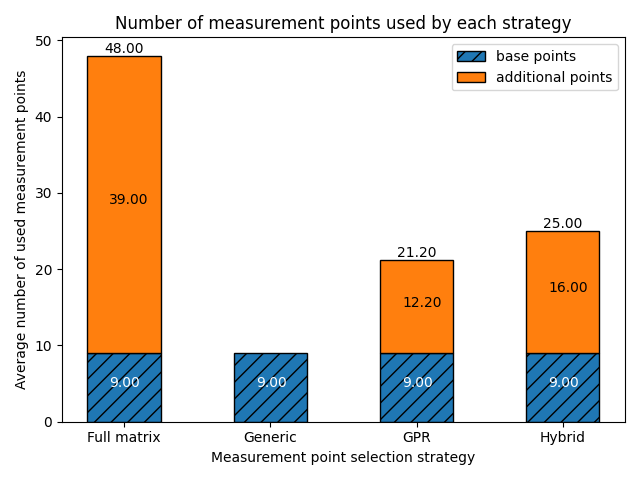 Number of measurement points used by each strategy
Average number of used measurement points
50
40
30
20
10
0
base points
additional points
48.00
39.00
9.00
9.00
21.20
12.20
9.00
25.00
16.00
9.00
Full matrix
Generic
GPR
Hybrid
Measurement point selection strategy